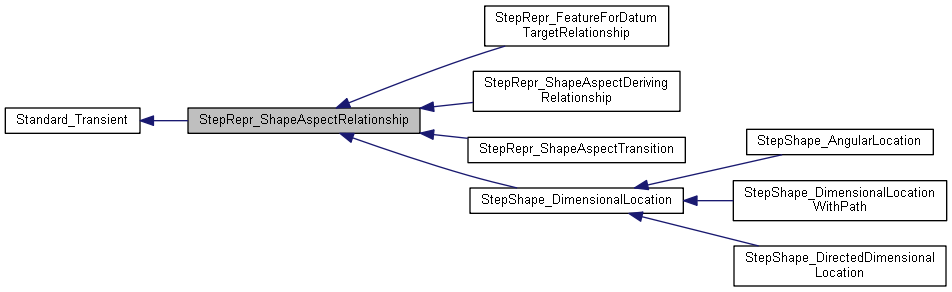 StepRepr_FeatureForDatum
TargetRelationship
StepRepr_ShapeAspectDeriving
Relationship
Standard_Transient
StepRepr_ShapeAspectRelationship
StepRepr_ShapeAspectTransition
StepShape_AngularLocation
StepShape_DimensionalLocation
StepShape_DimensionalLocation
WithPath
StepShape_DirectedDimensional
Location